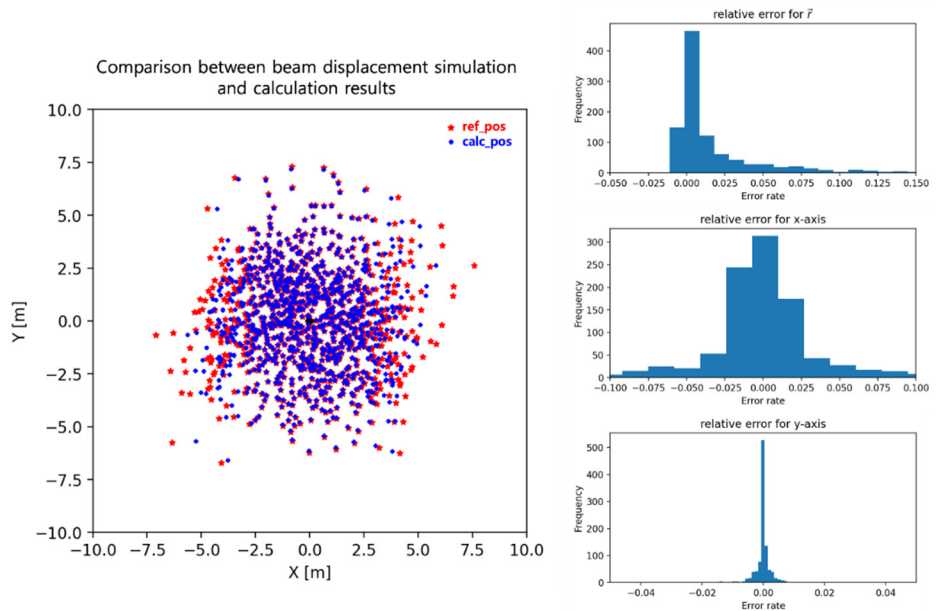 Comparison between beam displacement simulation
and calculation results
10.0
7.5
5.0
2.5
0.0
−2.5
−5.0
−7.5
−10.0
Y [m]
ref_pos
calc_pos
−10.0 −7.5 −5.0 −2.5 0.0 2.5 5.0 7.5 10.0
X [m]
relative error for r⃗
400
300
200
100
0
Frequency
−0.050 −0.025 0.000 0.025 0.050 0.075 0.100 0.125 0.150
Error rate
relative error for x-axis
300
250
200
150
100
50
0
Frequency
−0.100 −0.075 −0.050 −0.025 0.000 0.025 0.050 0.075 0.100
Error rate
relative error for y-axis
500
400
300
200
100
0
Frequency
−0.04 −0.02 0.00 0.02 0.04
Error rate